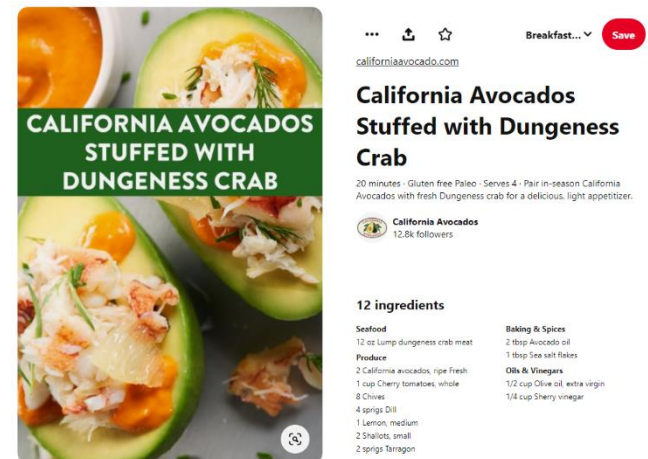 CALIFORNIA AVOCADOS
STUFFED WITH
DUNGENESS CRAB
Breakfast...
Save
californiaavocado.com
California Avocados
Stuffed with Dungeness
Crab
20 minutes · Gluten free Paleo · Serves 4 · Pair in-season California
Avocados with fresh Dungeness crab for a delicious, light appetitizer.
California Avocados
12.8k followers
12 ingredients
Seafood
12 oz Lump dungeness crab meat
Produce
2 California avocados, ripe Fresh
1 cup Cherry tomatoes, whole
8 Chives
4 sprigs Dill
1 Lemon, medium
2 Shallots, small
2 sprigs Tarragon
Baking & Spices
2 tbsp Avocado oil
1 tbsp Sea salt flakes
Oils & Vinegars
1/2 cup Olive oil, extra virgin
1/4 cup Sherry vinegar